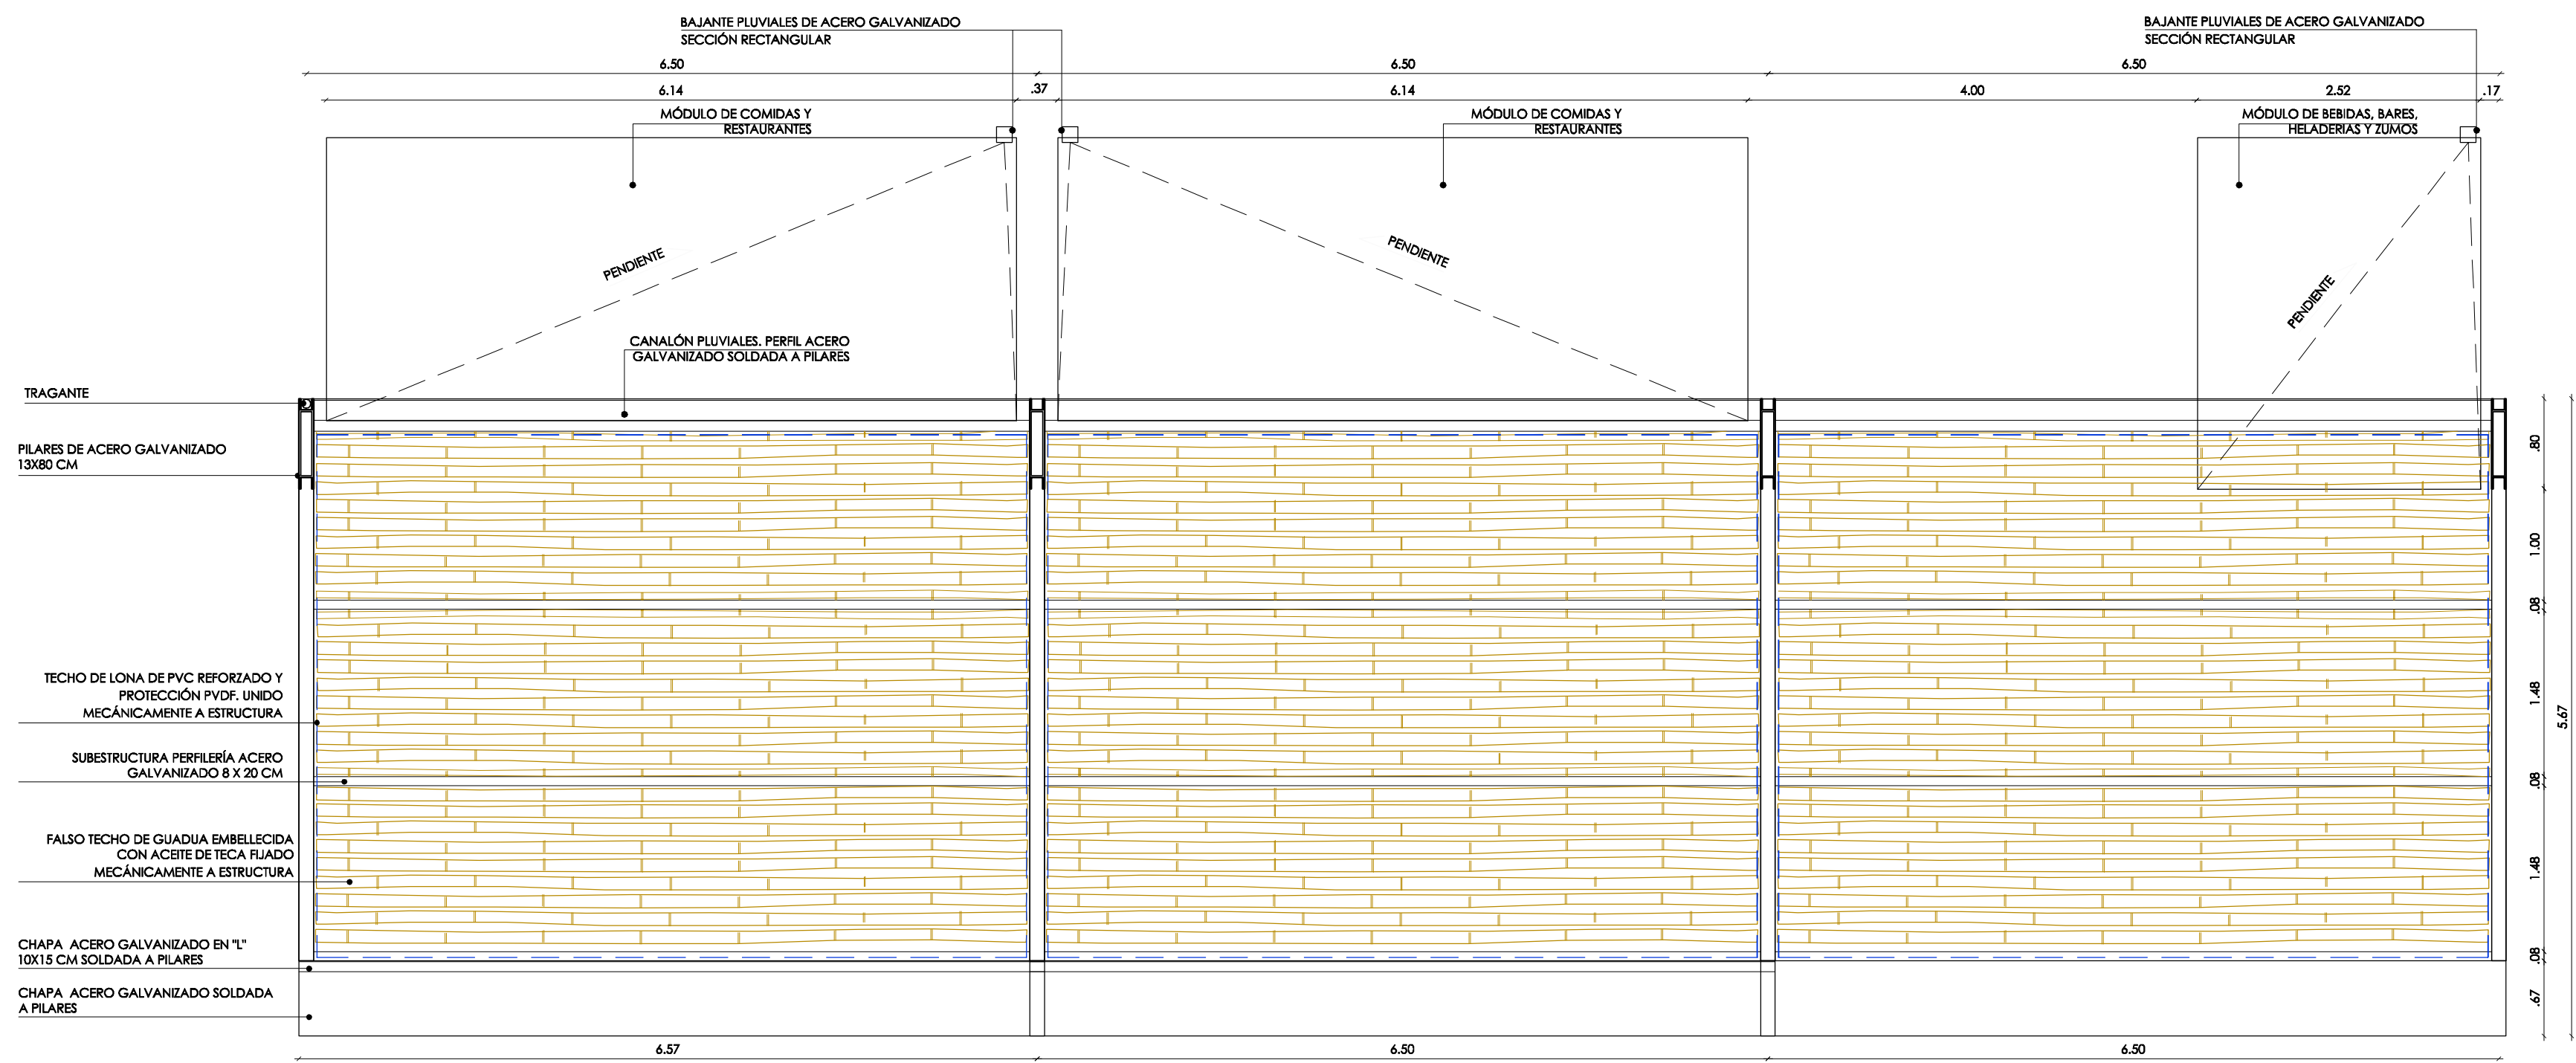 BAJANTE PLUVIALES DE ACERO GALVANIZADO
SECCIÓN RECTANGULAR
BAJANTE PLUVIALES DE ACERO GALVANIZADO
SECCIÓN RECTANGULAR
6.50
6.50
6.50
6.14
.37
6.14
4.00
2.52
.17
MÓDULO DE COMIDAS Y
RESTAURANTES
MÓDULO DE COMIDAS Y
RESTAURANTES
MÓDULO DE BEBIDAS, BARES,
HELADERIAS Y ZUMOS
PENDIENTE
PENDIENTE
PENDIENTE
CANALÓN PLUVIALES. PERFIL ACERO
GALVANIZADO SOLDADA A PILARES
TRAGANTE
PILARES DE ACERO GALVANIZADO
13X80 CM
TECHO DE LONA DE PVC REFORZADO Y
PROTECCIÓN PVDF. UNIDO
MECÁNICAMENTE A ESTRUCTURA
SUBESTRUCTURA PERFILERÍA ACERO
GALVANIZADO 8 X 20 CM
FALSO TECHO DE GUADUA EMBELLECIDA
CON ACEITE DE TECA FIJADO
MECÁNICAMENTE A ESTRUCTURA
CHAPA ACERO GALVANIZADO EN "L"
10X15 CM SOLDADA A PILARES
CHAPA ACERO GALVANIZADO SOLDADA
A PILARES
.80
1.00
.08
1.48
.08
1.48
.08
.67
5.67
6.57
6.50
6.50